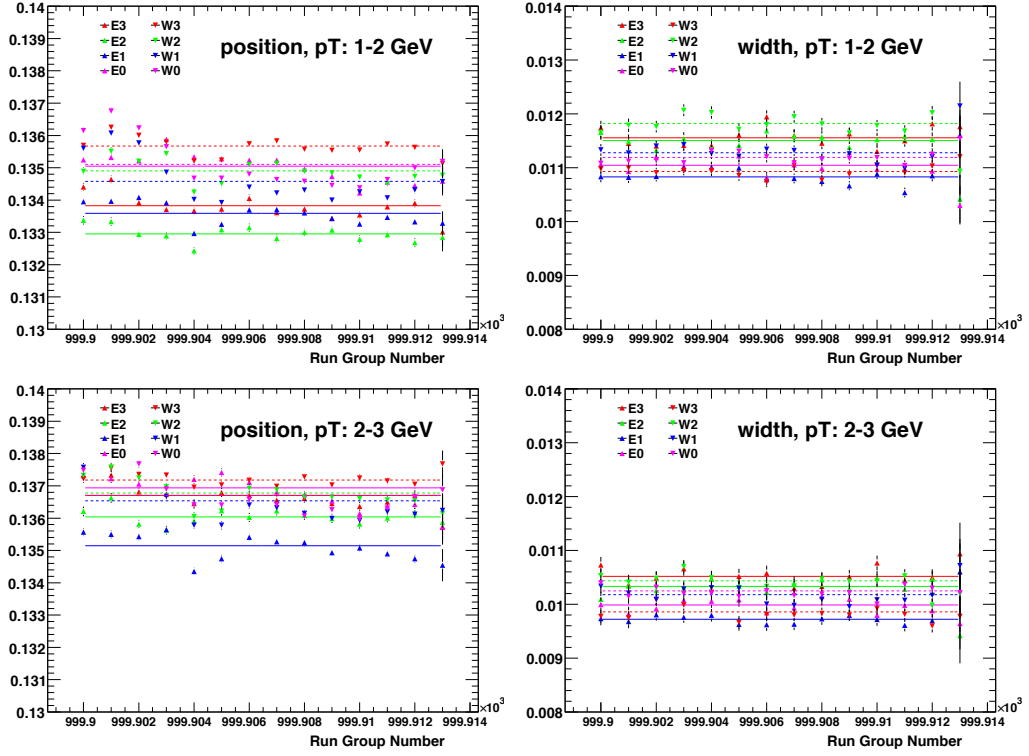 position, pT: 1-2 GeV
E3 W3
E2 W2
E1 W1
E0 W0
0.14
0.139
0.138
0.137
0.136
0.135
0.134
0.133
0.132
0.131
0.13
999.9 999.902 999.904 999.906 999.908 999.91 999.912 999.914
×10³
Run Group Number
width, pT: 1-2 GeV
E3 W3
E2 W2
E1 W1
E0 W0
0.014
0.013
0.012
0.011
0.01
0.009
0.008
999.9 999.902 999.904 999.906 999.908 999.91 999.912 999.914
×10³
Run Group Number
position, pT: 2-3 GeV
E3 W3
E2 W2
E1 W1
E0 W0
0.14
0.139
0.138
0.137
0.136
0.135
0.134
0.133
0.132
0.131
0.13
999.9 999.902 999.904 999.906 999.908 999.91 999.912 999.914
×10³
Run Group Number
width, pT: 2-3 GeV
E3 W3
E2 W2
E1 W1
E0 W0
0.014
0.013
0.012
0.011
0.01
0.009
0.008
999.9 999.902 999.904 999.906 999.908 999.91 999.912 999.914
×10³
Run Group Number